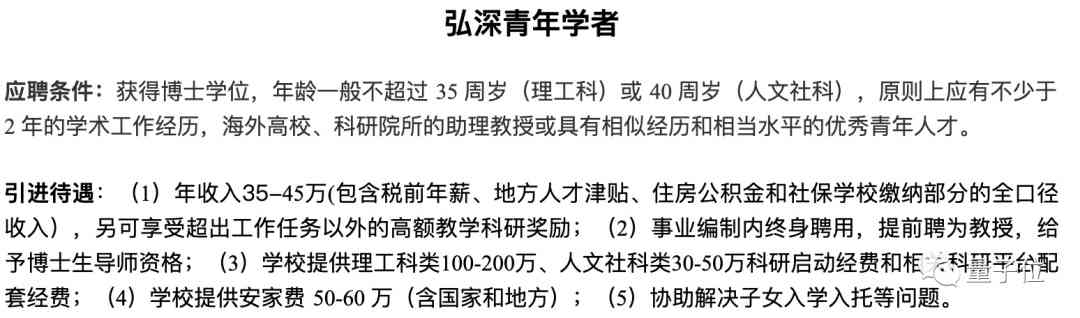 弘深青年学者
应聘条件：获得博士学位，年龄一般不超过 35 周岁（理工科）或 40 周岁（人文社科），原则上应有不少于
2 年的学术工作经历，海外高校、科研院所的助理教授或具有相似经历和相当水平的优秀青年人才。
引进待遇：（1）年收入35–45万(包含税前年薪、地方人才津贴、住房公积金和社保学校缴纳部分的全口径
收入），另可享受超出工作任务以外的高额教学科研奖励；（2）事业编制内终身聘用，提前聘为教授，给
予博士生导师资格；（3）学校提供理工科类100-200万、人文社科类30-50万科研启动经费和相 科研平台配
套经费；（4）学校提供安家费 50-60 万（含国家和地方）；（5）协助解决子女入学入托等问题。
量子位